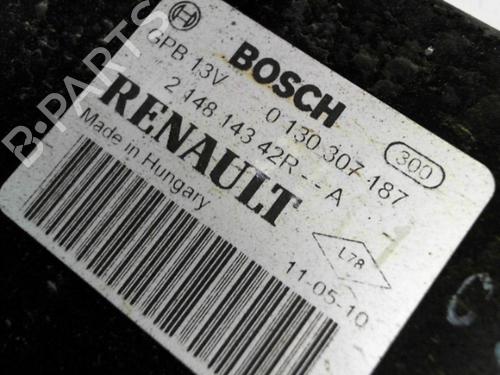 BOSCH
GPB 13V 0 130 307 187
300
2 148 143 42R - - A
RENAULT
Made in Hungary
L78
11-05-10
B-PARTS